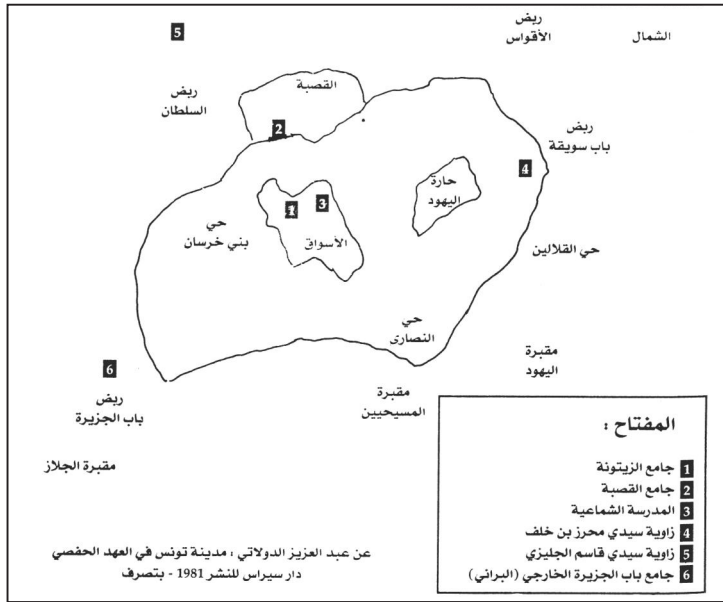 ربض
الأقواس
الشمال
5
القصبة
ربض
السلطان
2
ربض
باب سويقة
4
حارة
اليهود
1
3
الأسواق
حي
بني خرسان
حي القلالين
حي
النصارى
مقبرة
اليهود
6
ربض
باب الجزيرة
مقبرة
المسيحيين
مقبرة الجلاز
المفتاح :
1 جامع الزيتونة
2 جامع القصبة
3 المدرسة الشماعية
4 زاوية سيدي محرز بن خلف
5 زاوية سيدي قاسم الجليزي
6 جامع باب الجزيرة الخارجي (البراني)
عن عبد العزيز الدولاتي ، مدينة تونس في العهد الحفصي
دار سيراس للنشر 1981 - بتصرف